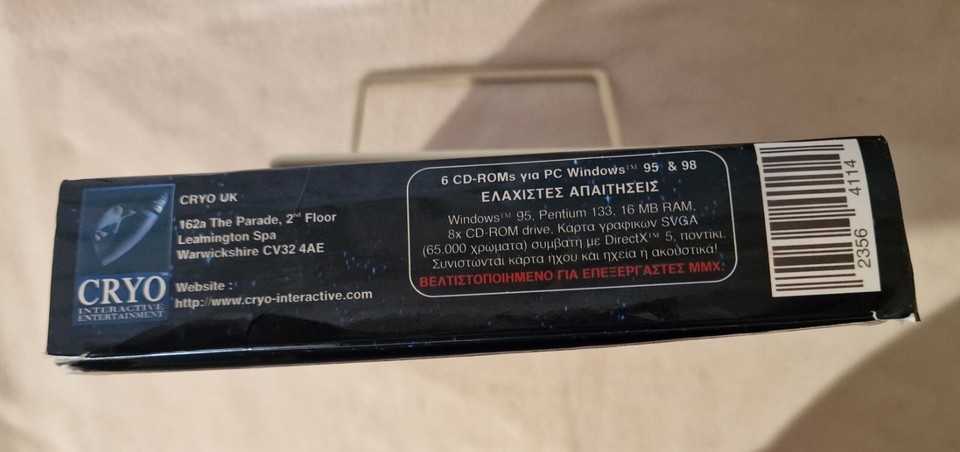 CRYO
INTERACTIVE
ENTERTAINMENT
CRYO UK
162a The Parade, 2nd Floor
Leamington Spa
Warwickshire CV32 4AE
Website :
http://www.cryo-interactive.com
6 CD-ROMs για PC Windows™ 95 & 98
ΕΛΑΧΙΣΤΕΣ ΑΠΑΙΤΗΣΕΙΣ
Windows™ 95, Pentium 133, 16 MB RAM,
8x CD-ROM drive, Κάρτα γραφικών SVGA
(65.000 χρώματα) συμβατή με DirectX™ 5, ποντίκι.
Συνιστώνται κάρτα ήχου και ηχεία ή ακουστικά!
ΒΕΛΤΙΣΤΟΠΟΙΗΜΕΝΟ ΓΙΑ ΕΠΕΞΕΡΓΑΣΤΕΣ MMX.
2356 4114